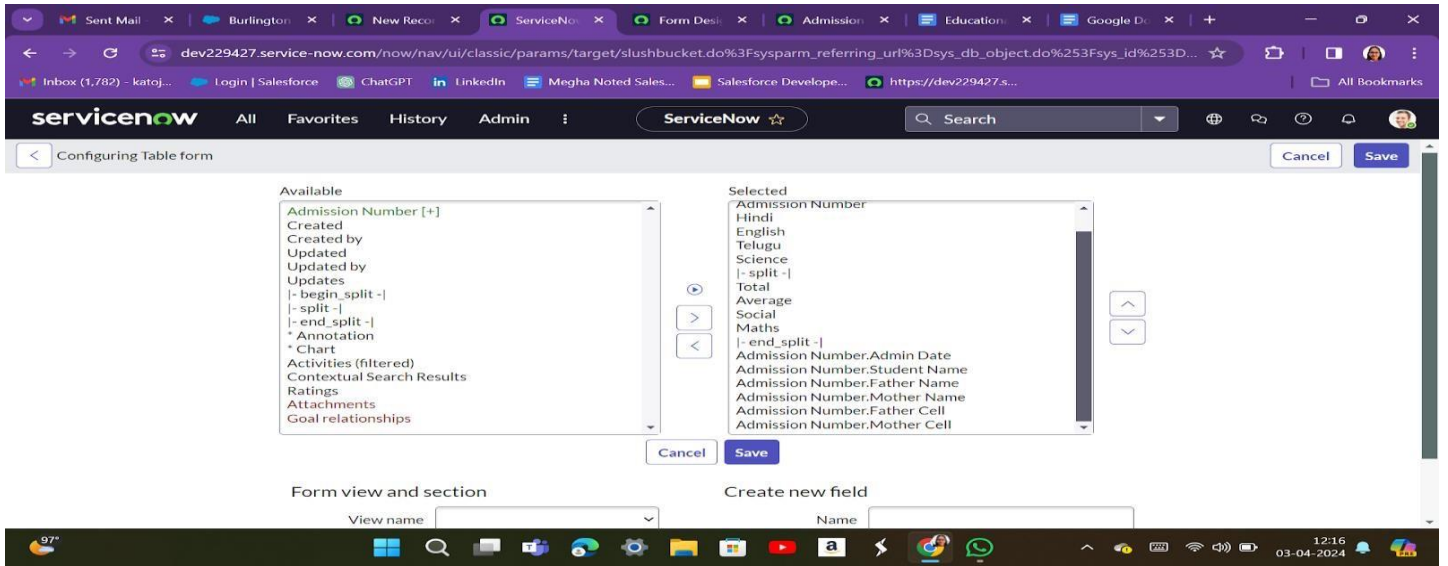 Sent Mail
Burlington
New Recor
ServiceNov
Form Desig
Admission
Educationa
Google Do
dev229427.service-now.com/now/nav/ui/classic/params/target/slushbucket.do%3Fsysparm_referring_url%3Dsys_db_object.do%253Fsys_id%253D...
Inbox (1,782) - katoj...
Login | Salesforce
ChatGPT
LinkedIn
Megha Noted Sales...
Salesforce Develope...
https://dev229427.s...
All Bookmarks
servicenow
All
Favorites
History
Admin
ServiceNow
Search
Configuring Table form
Cancel
Save
Available
Admission Number [+]
Created
Created by
Updated
Updated by
Updates
|- begin_split -|
|- split -|
|- end_split -|
* Annotation
* Chart
Activities (filtered)
Contextual Search Results
Ratings
Attachments
Goal relationships
Selected
Admission Number
Hindi
English
Telugu
Science
|- split -|
Total
Average
Social
Maths
|- end_split -|
Admission Number.Admin Date
Admission Number.Student Name
Admission Number.Father Name
Admission Number.Mother Name
Admission Number.Father Cell
Admission Number.Mother Cell
Cancel
Save
Form view and section
Create new field
View name
Name
97°
12:16
03-04-2024